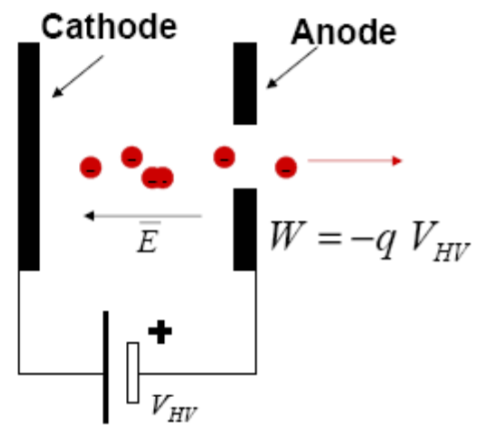 Cathode
Anode
- - - - - -
E̅
W = -q V_HV
+
V_HV